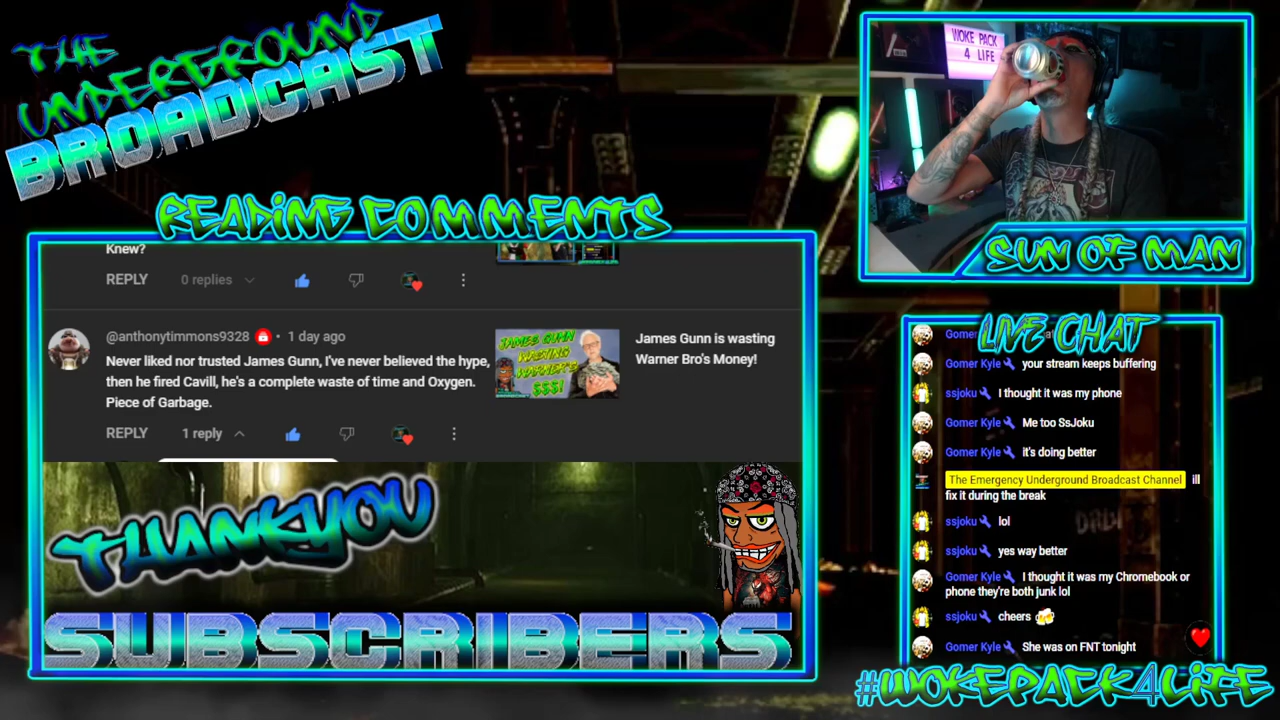 THE
UNDERGROUND
BROADCAST
READING COMMENTS
Knew?
REPLY 0 replies
@anthonytimmons9328 • 1 day ago
Never liked nor trusted James Gunn, I've never believed the hype,
then he fired Cavill, he's a complete waste of time and Oxygen.
Piece of Garbage.
REPLY 1 reply
JAMES GUNN
WASTING
WARNER'S
$$$!
James Gunn is wasting
Warner Bro's Money!
THANKYOU
SUBSCRIBERS
WOKE PACK
4 LIFE
SUN OF MAN
LIVE CHAT
Gomer
Gomer Kyle your stream keeps buffering
ssjoku I thought it was my phone
Gomer Kyle Me too SsJoku
Gomer Kyle it's doing better
The Emergency Underground Broadcast Channel ill
fix it during the break
ssjoku lol
ssjoku yes way better
Gomer Kyle I thought it was my Chromebook or
phone they're both junk lol
ssjoku cheers 🍻
Gomer Kyle She was on FNT tonight
#WOKEPACK4LIFE